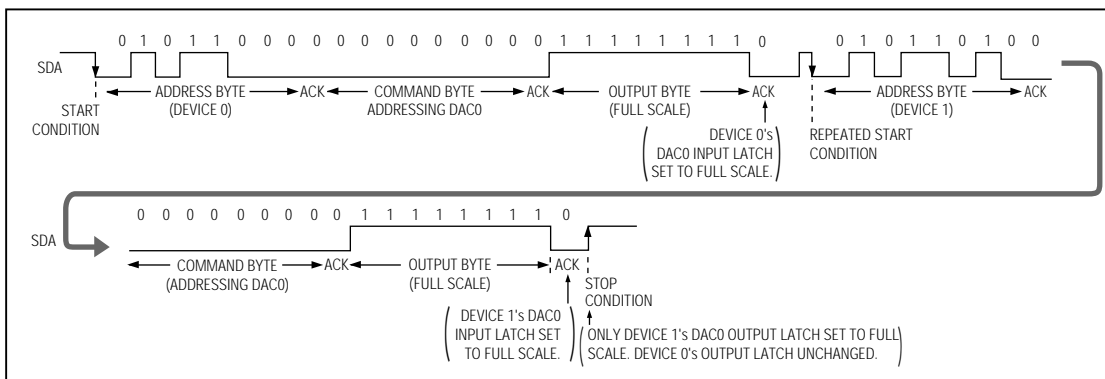 0 1 0 1 1 0 0 0 0 0 0 0 0 0 0 0 0 0 1 1 1 1 1 1 1 1 0 0 1 0 1 1 0 1 0 0
SDA
START CONDITION
ADDRESS BYTE (DEVICE 0)
ACK
COMMAND BYTE ADDRESSING DAC0
ACK
OUTPUT BYTE (FULL SCALE)
ACK
ADDRESS BYTE (DEVICE 1)
ACK
DEVICE 0's
DAC0 INPUT LATCH
SET TO FULL SCALE.
REPEATED START
CONDITION
0 0 0 0 0 0 0 0 0 1 1 1 1 1 1 1 1 0
SDA
COMMAND BYTE (ADDRESSING DAC0)
ACK
OUTPUT BYTE (FULL SCALE)
ACK
STOP
CONDITION
DEVICE 1's DAC0
INPUT LATCH SET
TO FULL SCALE.
ONLY DEVICE 1's DAC0 OUTPUT LATCH SET TO FULL
SCALE. DEVICE 0's OUTPUT LATCH UNCHANGED.